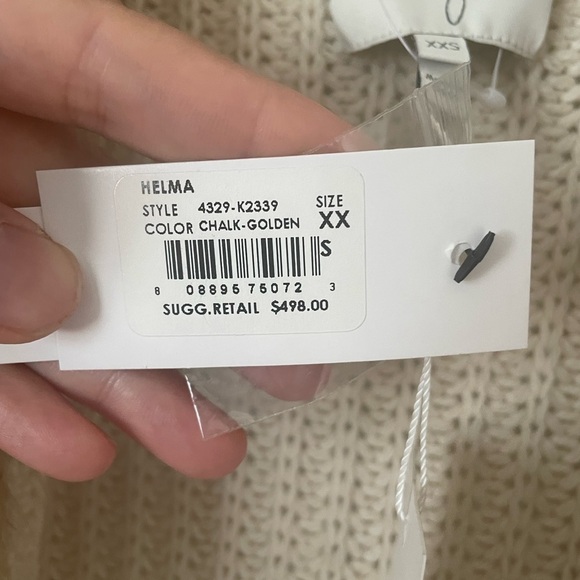 XXS
HELMA
STYLE 4329-K2339 SIZE
COLOR CHALK-GOLDEN XX
S
8 08895 75072 3
SUGG.RETAIL $498.00